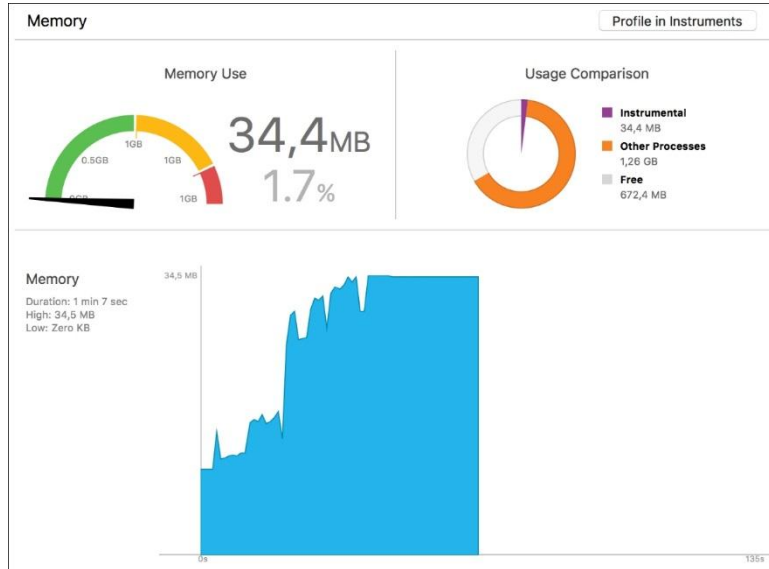 Memory
Profile in Instruments
Memory Use
0GB
0.5GB
1GB
1GB
1GB
34,4MB
1.7%
Usage Comparison
Instrumental
34,4 MB
Other Processes
1,26 GB
Free
672,4 MB
Memory
Duration: 1 min 7 sec
High: 34,5 MB
Low: Zero KB
34,5 MB
0s
135s